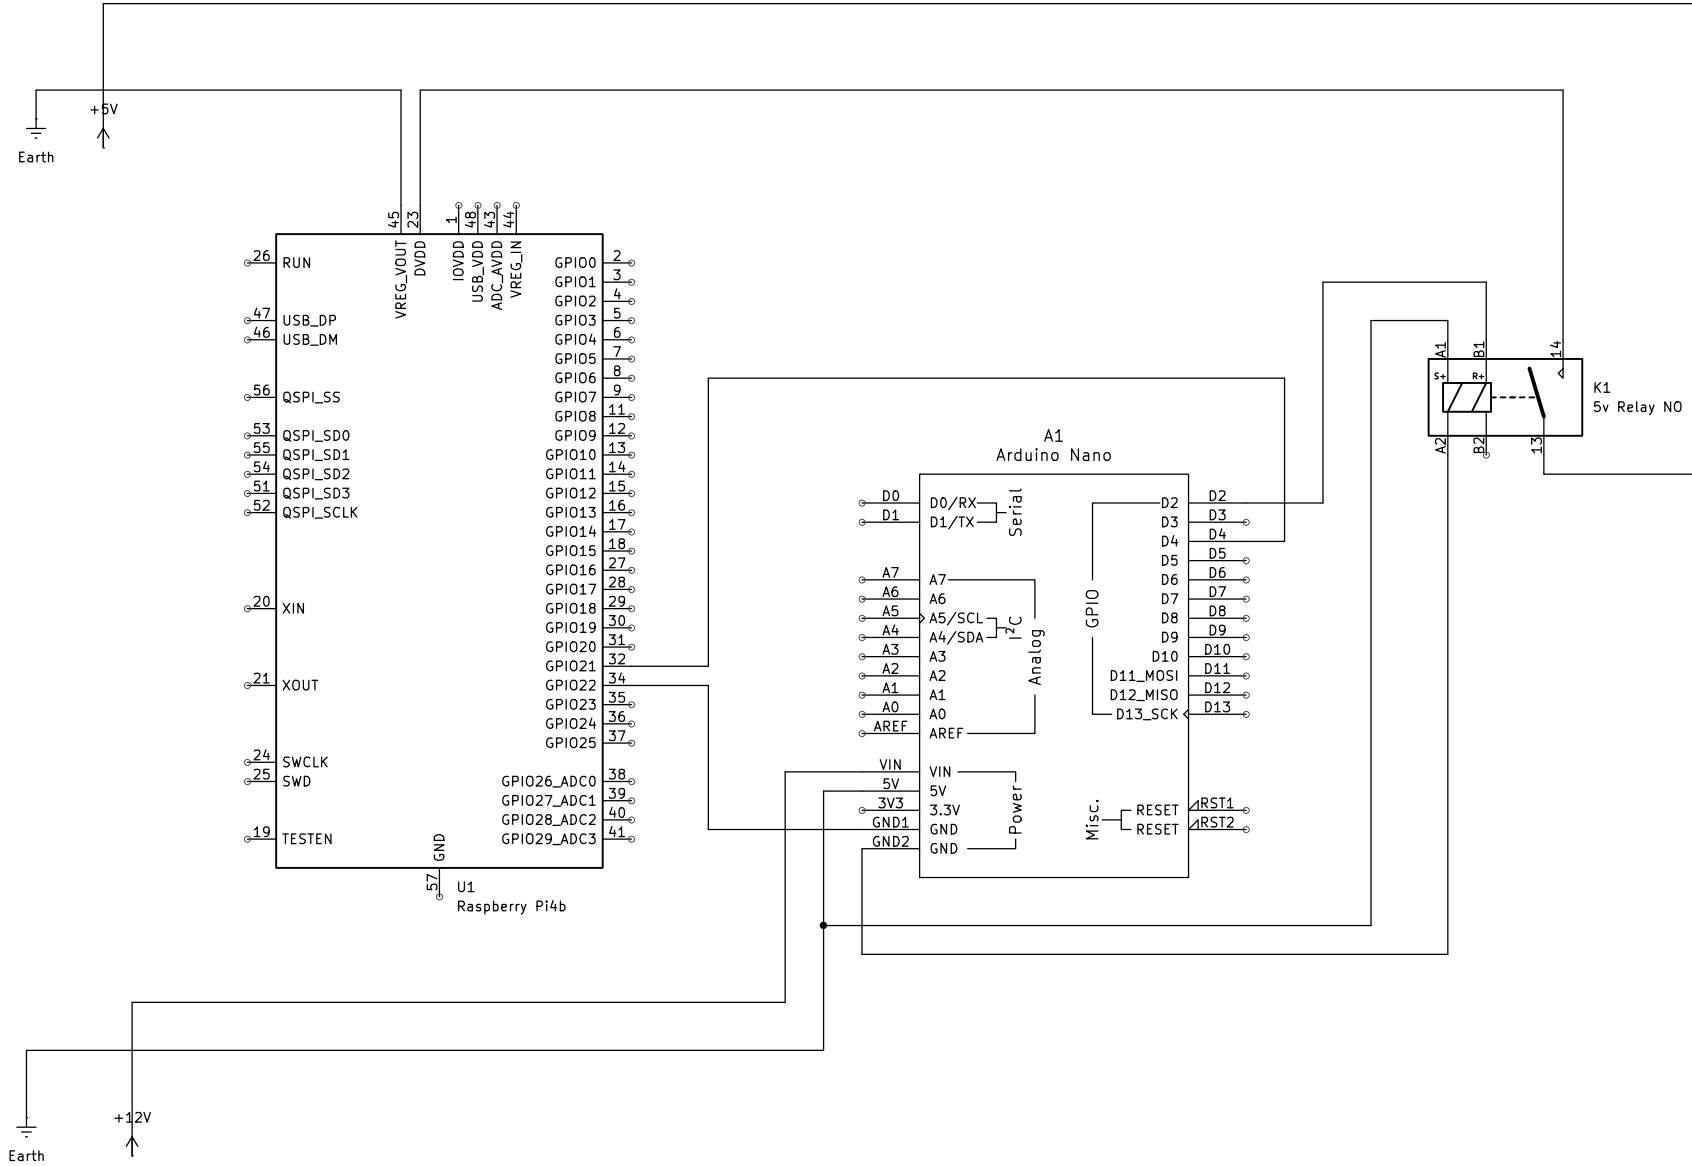 +5V
Earth
45
23
1
48
43
44
VREG_VOUT
DVDD
IOVDD
USB_VDD
ADC_AVDD
VREG_IN
26 RUN
47 USB_DP
46 USB_DM
56 QSPI_SS
53 QSPI_SD0
55 QSPI_SD1
54 QSPI_SD2
51 QSPI_SD3
52 QSPI_SCLK
20 XIN
21 XOUT
24 SWCLK
25 SWD
19 TESTEN
GPIO0 2
GPIO1 3
GPIO2 4
GPIO3 5
GPIO4 6
GPIO5 7
GPIO6 8
GPIO7 9
GPIO8 11
GPIO9 12
GPIO10 13
GPIO11 14
GPIO12 15
GPIO13 16
GPIO14 17
GPIO15 18
GPIO16 27
GPIO17 28
GPIO18 29
GPIO19 30
GPIO20 31
GPIO21 32
GPIO22 34
GPIO23 35
GPIO24 36
GPIO25 37
GPIO26_ADC0 38
GPIO27_ADC1 39
GPIO28_ADC2 40
GPIO29_ADC3 41
GND
57
U1
Raspberry Pi4b
A1
Arduino Nano
D0 D0/RX
D1 D1/TX
Serial
A7 A7
A6 A6
A5 A5/SCL
A4 A4/SDA
I²C
A3 A3
A2 A2
A1 A1
A0 A0
AREF AREF
Analog
VIN VIN
5V 5V
3V3 3.3V
GND1 GND
GND2 GND
Power
GPIO
D2 D2
D3 D3
D4 D4
D5 D5
D6 D6
D7 D7
D8 D8
D9 D9
D10 D10
D11_MOSI D11
D12_MISO D12
D13_SCK D13
Misc.
RESET RST1
RESET RST2
A1
B1
14
S+ R+
A2
B2
13
K1
5v Relay NO
+12V
Earth